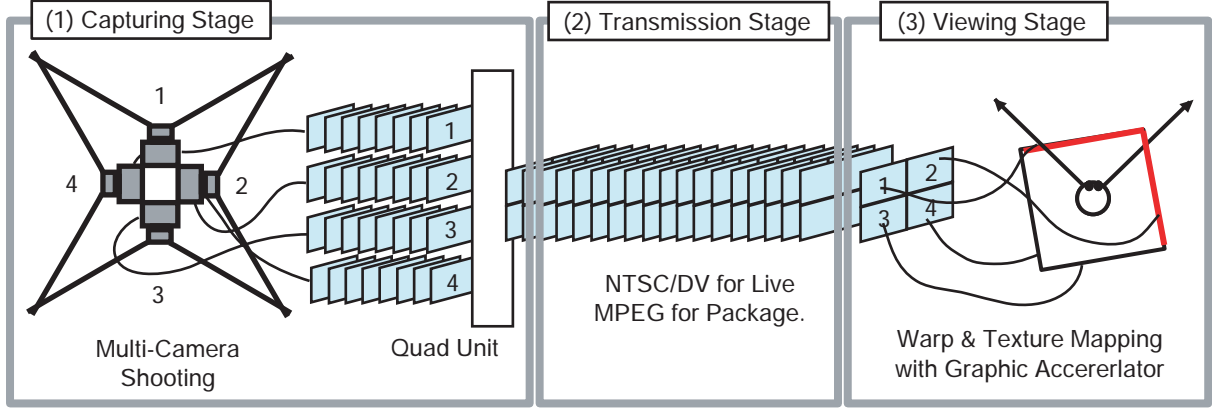 (1) Capturing Stage
1
4
2
3
Multi-Camera
Shooting
1
2
3
4
Quad Unit
(2) Transmission Stage
NTSC/DV for Live
MPEG for Package.
(3) Viewing Stage
1 2
3 4
Warp & Texture Mapping
with Graphic Accererlator